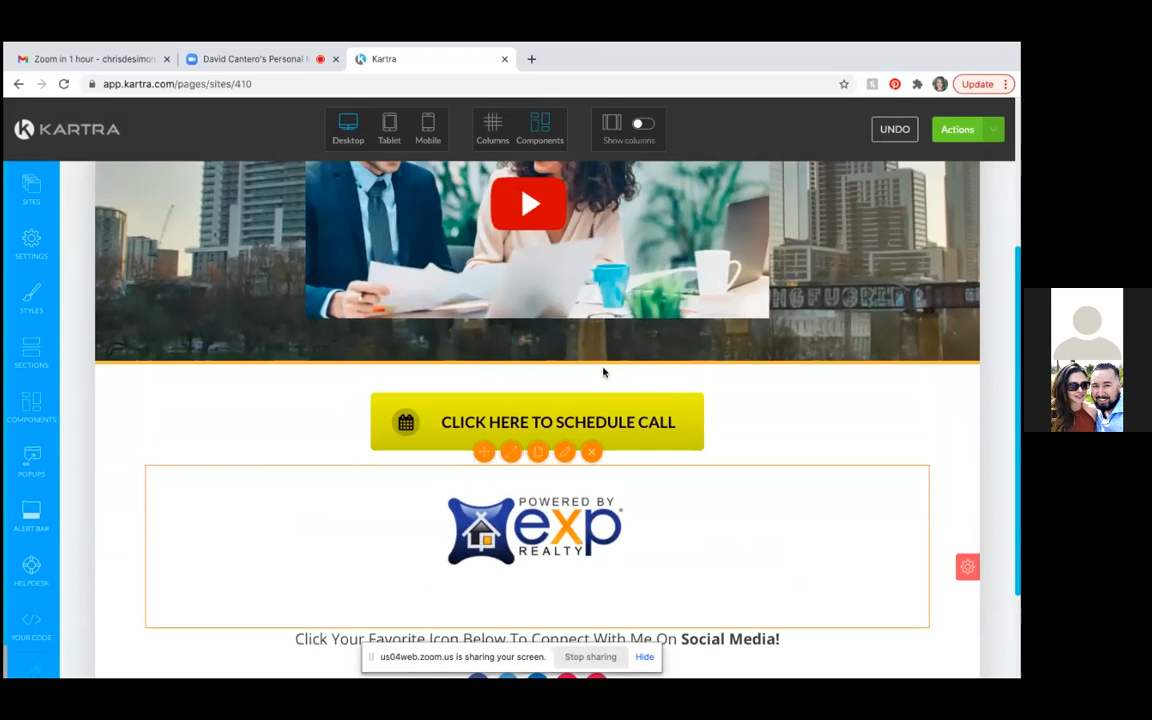 Zoom in 1 hour - chrisdesimon
David Cantero's Personal
Kartra
app.kartra.com/pages/sites/410
Update
KARTRA
Desktop
Tablet
Mobile
Columns
Components
Show columns
UNDO
Actions
SITES
SETTINGS
STYLES
SECTIONS
COMPONENTS
POPUPS
ALERT BAR
HELPDESK
YOUR CODE
CLICK HERE TO SCHEDULE CALL
POWERED BY
exp
REALTY
Click Your Favorite Icon Below To Connect With Me On Social Media!
us04web.zoom.us is sharing your screen.
Stop sharing
Hide